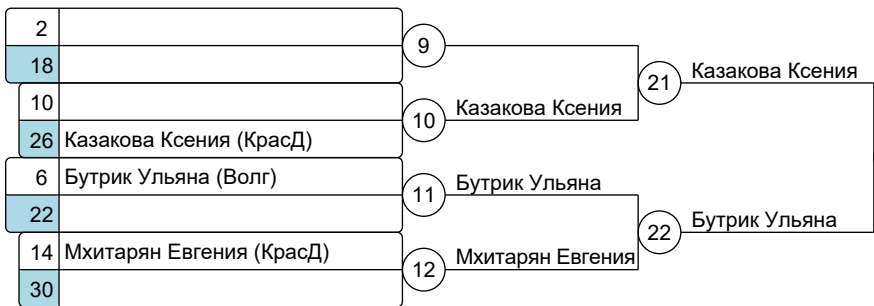 2
9
18
21 Казакова Ксения
10
10 Казакова Ксения
26 Казакова Ксения (КрасД)
6 Бутрик Ульяна (Волг)
11 Бутрик Ульяна
22
22 Бутрик Ульяна
14 Мхитарян Евгения (КрасД)
12 Мхитарян Евгения
30